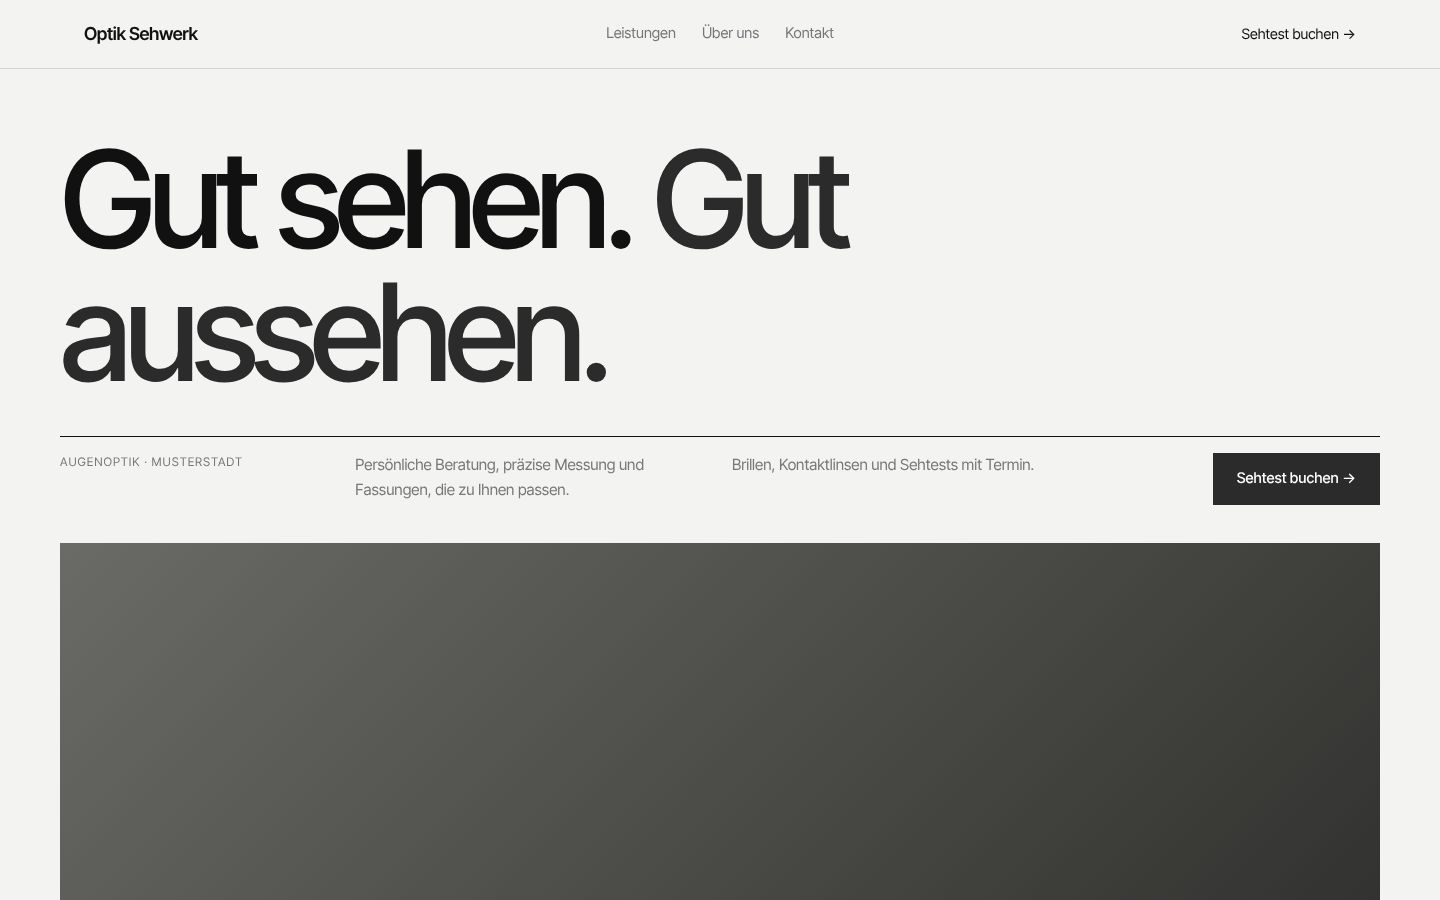 Optik Sehwerk
Leistungen Über uns Kontakt
Sehtest buchen →
Gut sehen. Gut
aussehen.
AUGENOPTIK · MUSTERSTADT
Persönliche Beratung, präzise Messung und
Fassungen, die zu Ihnen passen.
Brillen, Kontaktlinsen und Sehtests mit Termin.
Sehtest buchen →